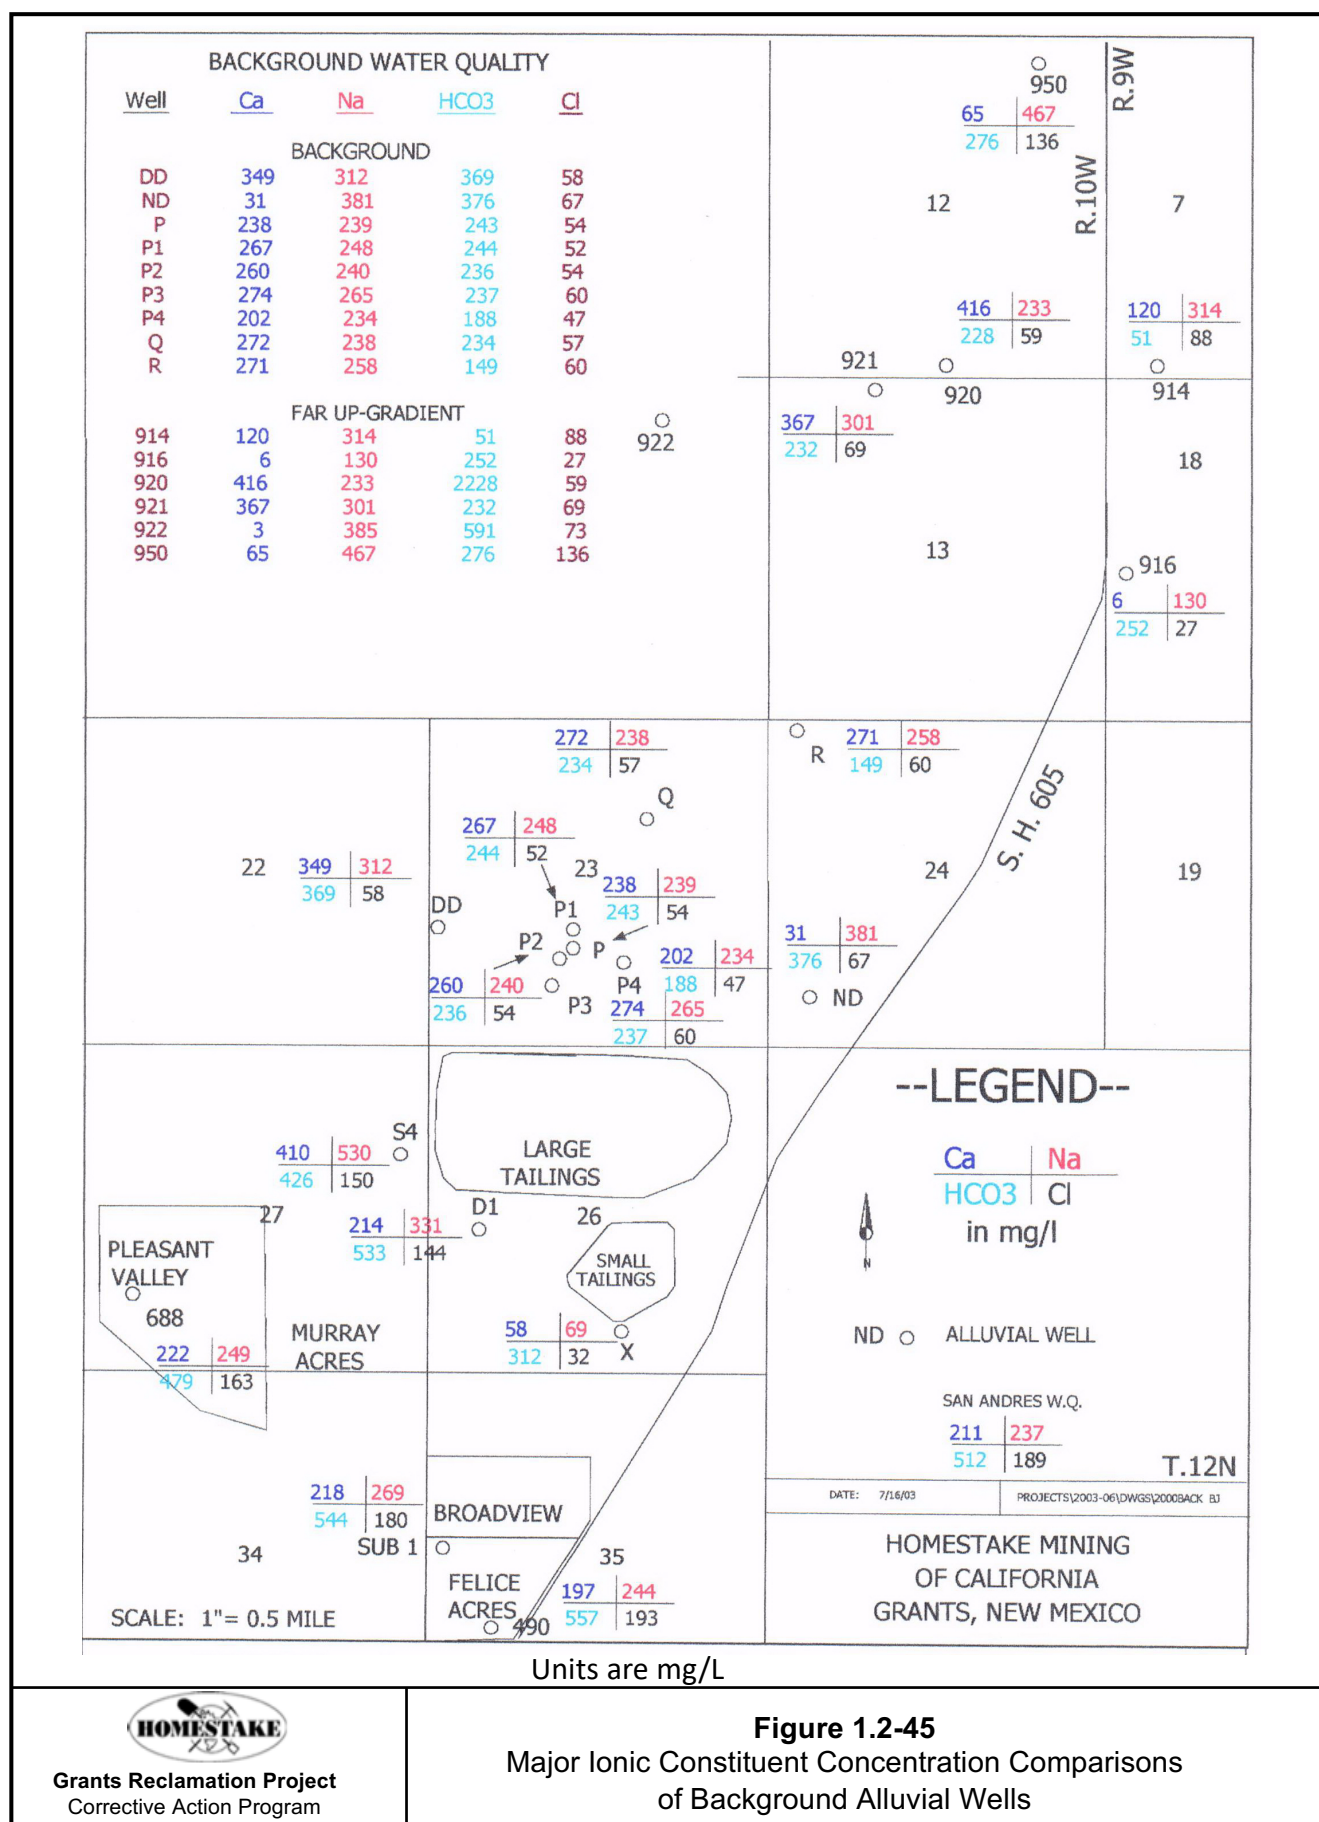 BACKGROUND WATER QUALITY
Well Ca Na HCO3 Cl
BACKGROUND
DD 349 312 369 58
ND 31 381 376 67
P 238 239 243 54
P1 267 248 244 52
P2 260 240 236 54
P3 274 265 237 60
P4 202 234 188 47
Q 272 238 234 57
R 271 258 149 60
FAR UP-GRADIENT
914 120 314 51 88
916 6 130 252 27
920 416 233 2228 59
921 367 301 232 69
922 3 385 591 73
950 65 467 276 136
922
950
65 467
276 136
R.9W
R.10W
12
7
416 233
228 59
120 314
51 88
921
920
914
367 301
232 69
18
13
916
6 130
252 27
272 238
234 57
Q
R
271 258
149 60
S. H. 605
267 248
244 52
23
22
349 312
369 58
238 239
243 54
24
19
DD
P1
P2
P
P4
P3
202 234
188 47
31 381
376 67
ND
260 240
236 54
274 265
237 60
LARGE
TAILINGS
S4
410 530
426 150
27
D1
214 331
533 144
26
SMALL
TAILINGS
PLEASANT
VALLEY
688
222 249
479 163
MURRAY
ACRES
58 69
312 32
X
--LEGEND--
Ca Na
HCO3 Cl
in mg/l
N
ND ALLUVIAL WELL
SAN ANDRES W.Q.
211 237
512 189
T.12N
DATE: 7/16/03
PROJECTS\2003-06\DWGS\2000BACK BJ
218 269
544 180
SUB 1
BROADVIEW
34
35
FELICE
ACRES
490
197 244
557 193
SCALE: 1"= 0.5 MILE
HOMESTAKE MINING
OF CALIFORNIA
GRANTS, NEW MEXICO
Units are mg/L
HOMESTAKE
Grants Reclamation Project
Corrective Action Program
Figure 1.2-45
Major Ionic Constituent Concentration Comparisons
of Background Alluvial Wells